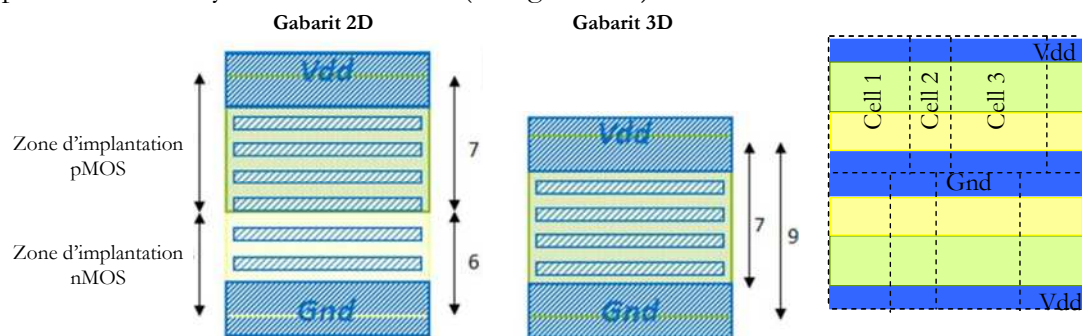 Gabarit 2D
Gabarit 3D
Vdd
Zone d'implantation
pMOS
7
Zone d'implantation
nMOS
6
Gnd
Vdd
7
9
Gnd
Vdd
Cell 1
Cell 2
Cell 3
Gnd
Vdd